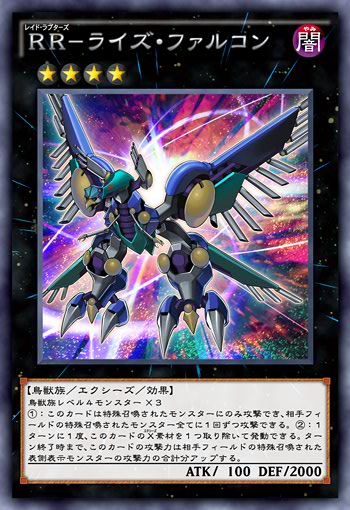 レイド・ラプターズ
RR－ライズ・ファルコン
やみ
闇
【鳥獣族／エクシーズ／効果】
鳥獣族レベル４モンスター×３
①：このカードは特殊召喚されたモンスターにのみ攻撃でき、相手フィー
ルドの特殊召喚されたモンスター全てに１回ずつ攻撃できる。②：１
ターンに１度、このカードのX素材を１つ取り除いて発動できる。ター
ン終了時まで、このカードの攻撃力は相手フィールドの特殊召喚された
表側表示モンスターの攻撃力の合計分アップする。
ATK/ 100 DEF/2000